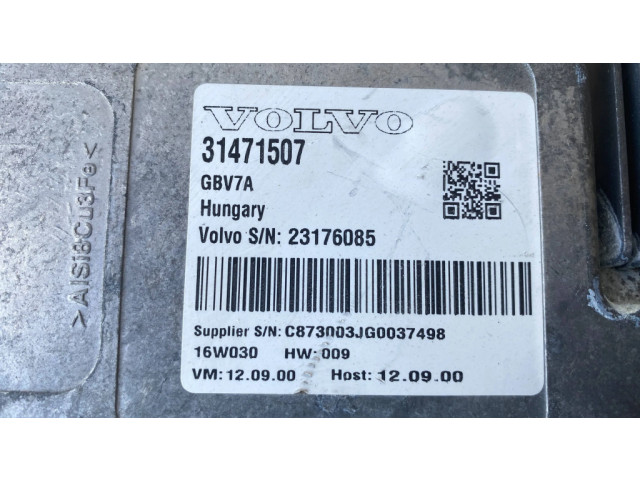 VOLVO
31471507
GBV7A
Hungary
Volvo S/N: 23176085
Supplier S/N: C873003JG0037498
16W030 HW: 009
VM: 12.09.00 Host: 12.09.00
>AlSi8Cu3Fe<